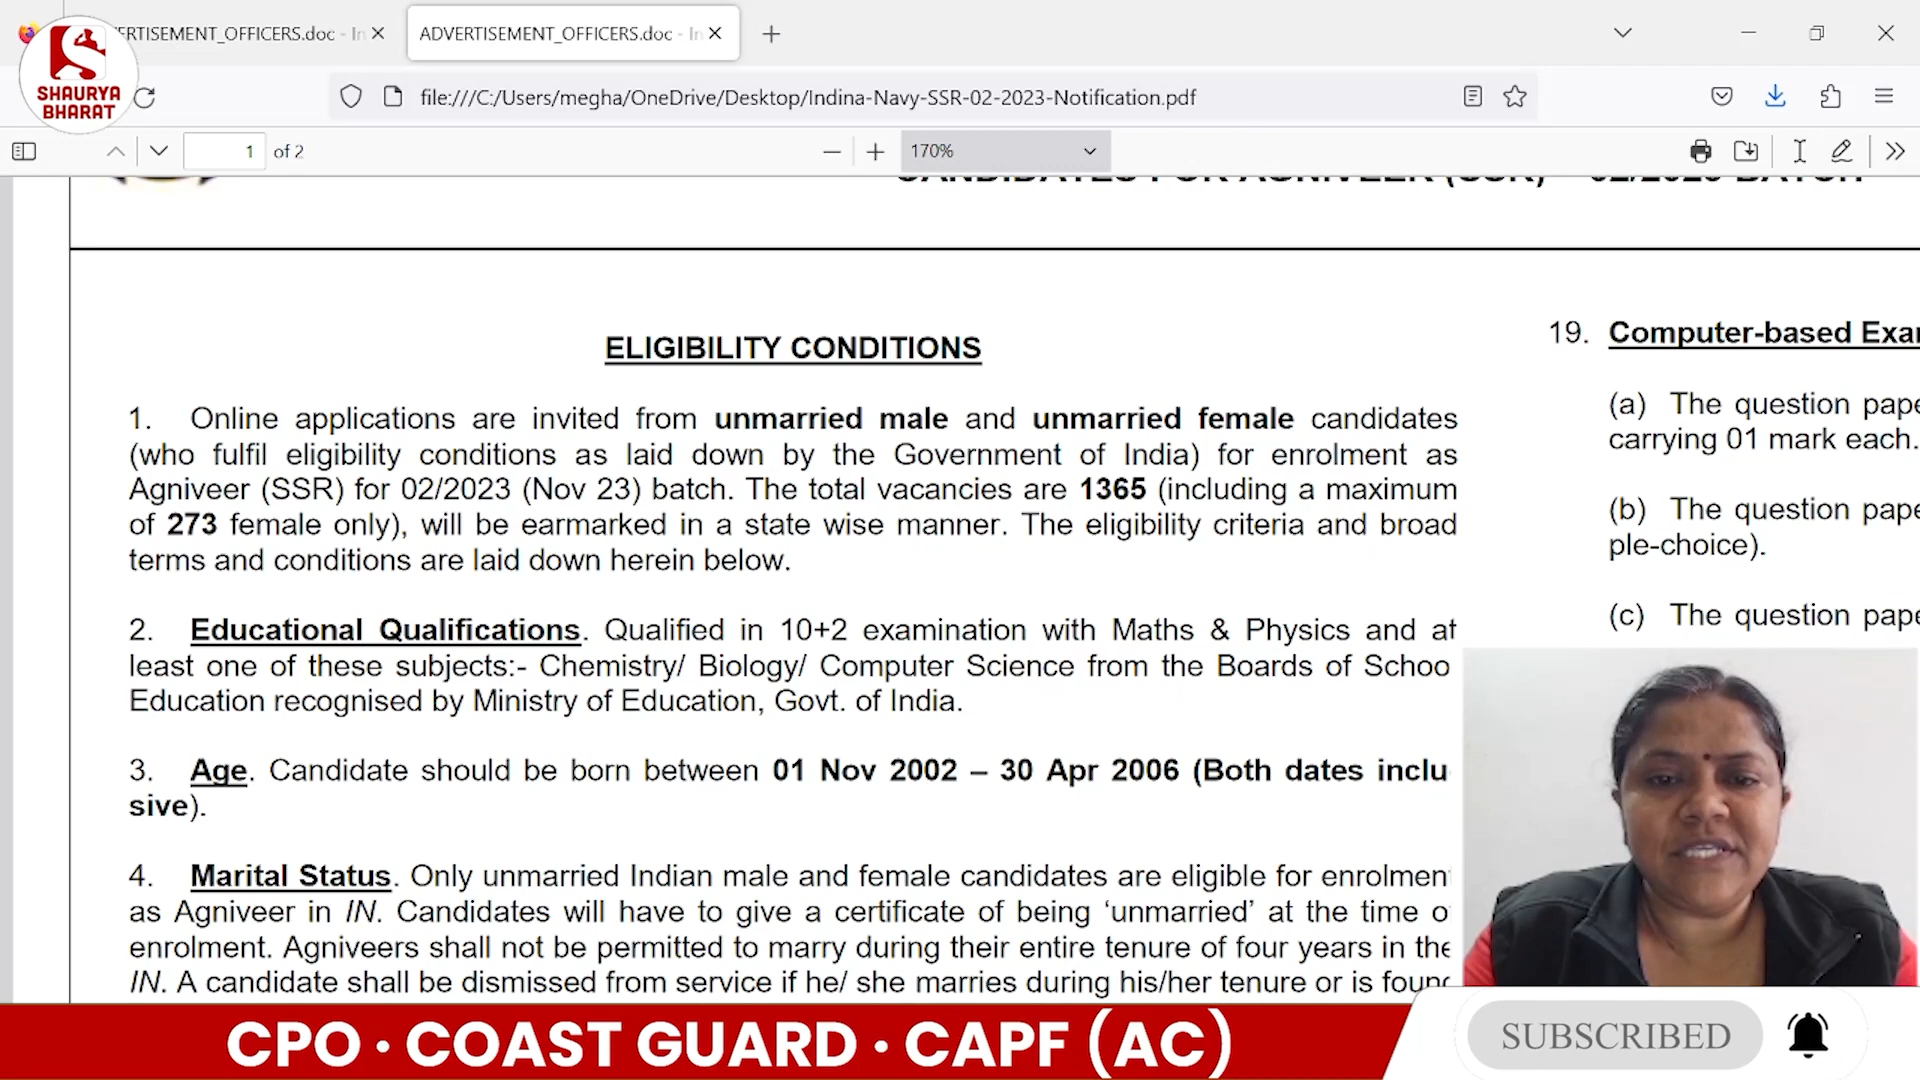 ERTISEMENT_OFFICERS.doc - In
ADVERTISEMENT_OFFICERS.doc - In
SHAURYA
BHARAT
file:///C:/Users/megha/OneDrive/Desktop/Indina-Navy-SSR-02-2023-Notification.pdf
1 of 2
170%
CANDIDATES FOR AGNIVEER (SSR) – 02/2023 BATCH
ELIGIBILITY CONDITIONS
1. Online applications are invited from unmarried male and unmarried female candidates
(who fulfil eligibility conditions as laid down by the Government of India) for enrolment as
Agniveer (SSR) for 02/2023 (Nov 23) batch. The total vacancies are 1365 (including a maximum
of 273 female only), will be earmarked in a state wise manner. The eligibility criteria and broad
terms and conditions are laid down herein below.
2. Educational Qualifications. Qualified in 10+2 examination with Maths & Physics and at
least one of these subjects:- Chemistry/ Biology/ Computer Science from the Boards of Schoo
Education recognised by Ministry of Education, Govt. of India.
3. Age. Candidate should be born between 01 Nov 2002 – 30 Apr 2006 (Both dates inclu
sive).
4. Marital Status. Only unmarried Indian male and female candidates are eligible for enrolmen
as Agniveer in IN. Candidates will have to give a certificate of being ‘unmarried’ at the time o
enrolment. Agniveers shall not be permitted to marry during their entire tenure of four years in the
IN. A candidate shall be dismissed from service if he/ she marries during his/her tenure or is found
19. Computer-based Exa
(a) The question pape
carrying 01 mark each.
(b) The question pape
ple-choice).
(c) The question pape
CPO · COAST GUARD · CAPF (AC)
SUBSCRIBED